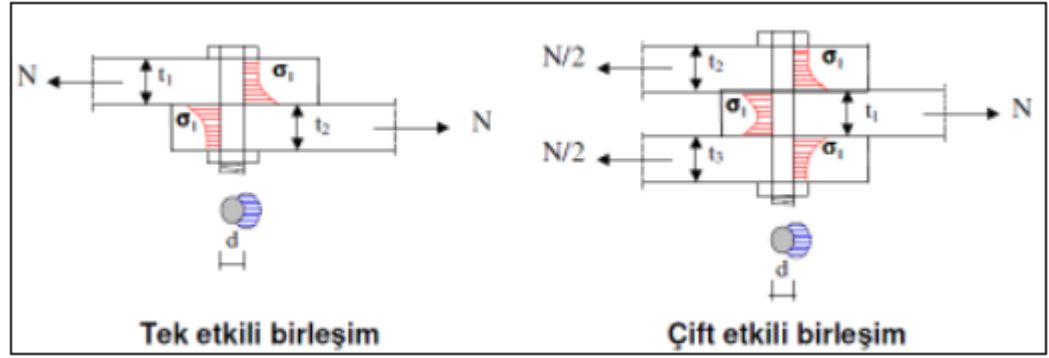 N t₁ σ₁
σ₁ t₂ N
d
Tek etkili birleşim
N/2 t₂ σ₁
σ₁ t₁ N
N/2 t₃ σ₁
d
Çift etkili birleşim